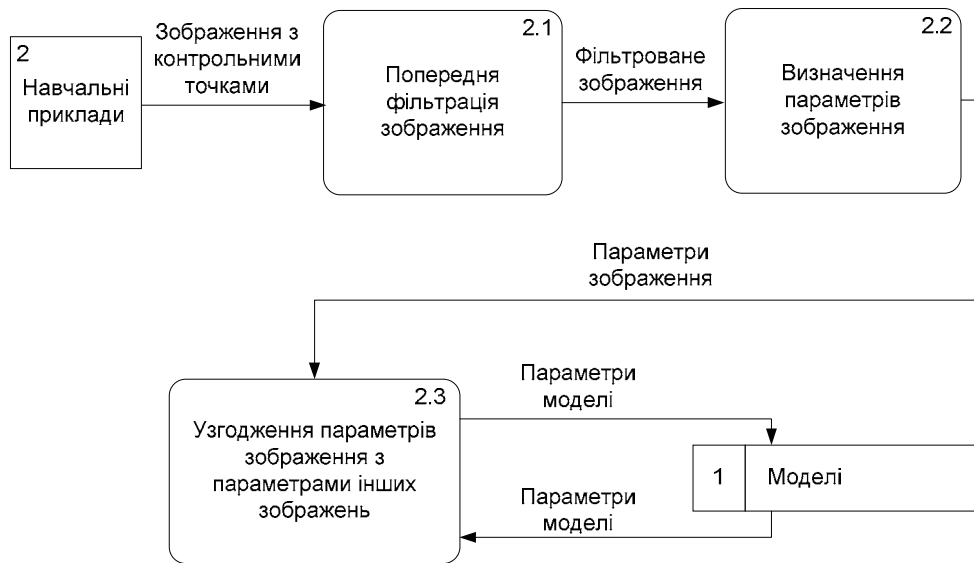 2
Навчальні
приклади
Зображення з
контрольними
точками
2.1
Попередня
фільтрація
зображення
Фільтроване
зображення
2.2
Визначення
параметрів
зображення
Параметри
зображення
2.3
Узгодження параметрів
зображення з
параметрами інших
зображень
Параметри
моделі
1
Моделі
Параметри
моделі